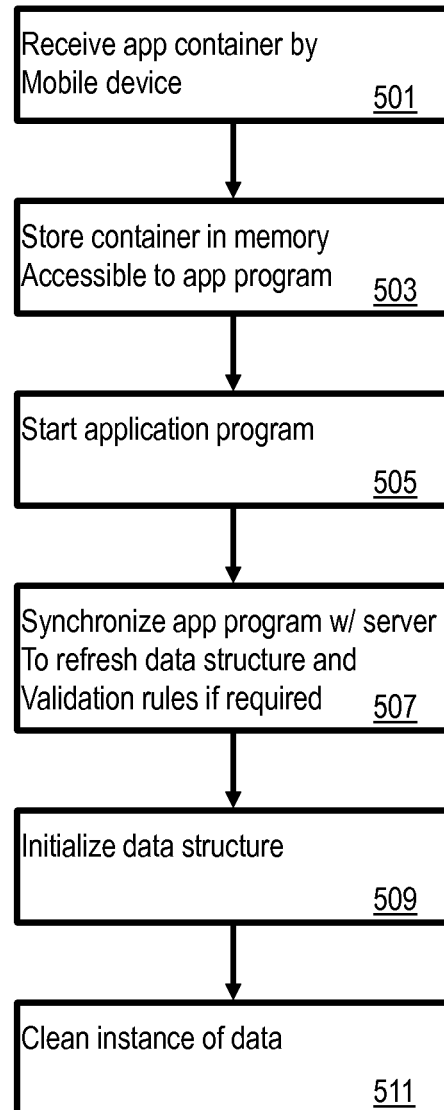 Receive app container by
Mobile device
501
Store container in memory
Accessible to app program
503
Start application program
505
Synchronize app program w/ server
To refresh data structure and
Validation rules if required
507
Initialize data structure
509
Clean instance of data
511